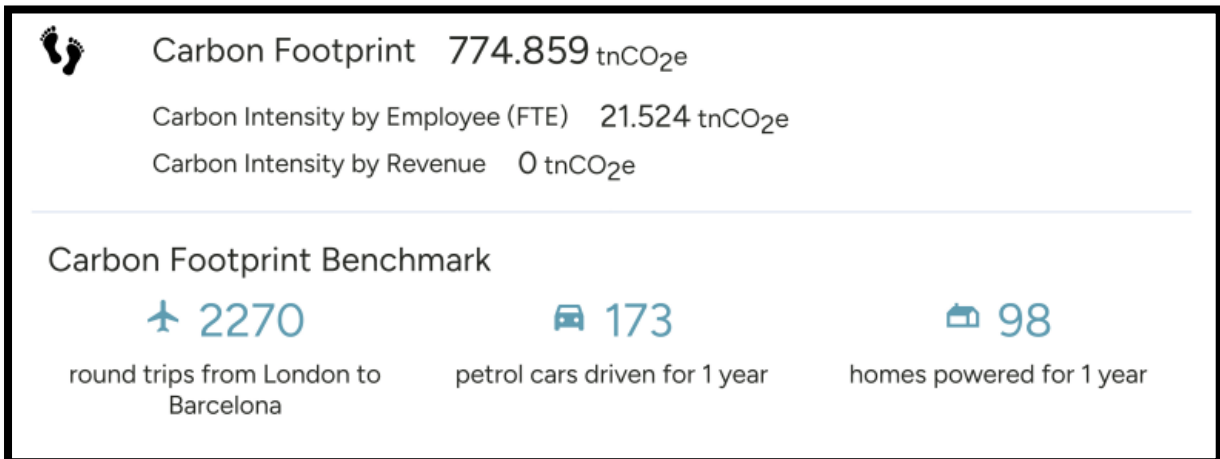 Carbon Footprint 774.859 tnCO2e
Carbon Intensity by Employee (FTE) 21.524 tnCO2e
Carbon Intensity by Revenue 0 tnCO2e
Carbon Footprint Benchmark
2270
round trips from London to
Barcelona
173
petrol cars driven for 1 year
98
homes powered for 1 year